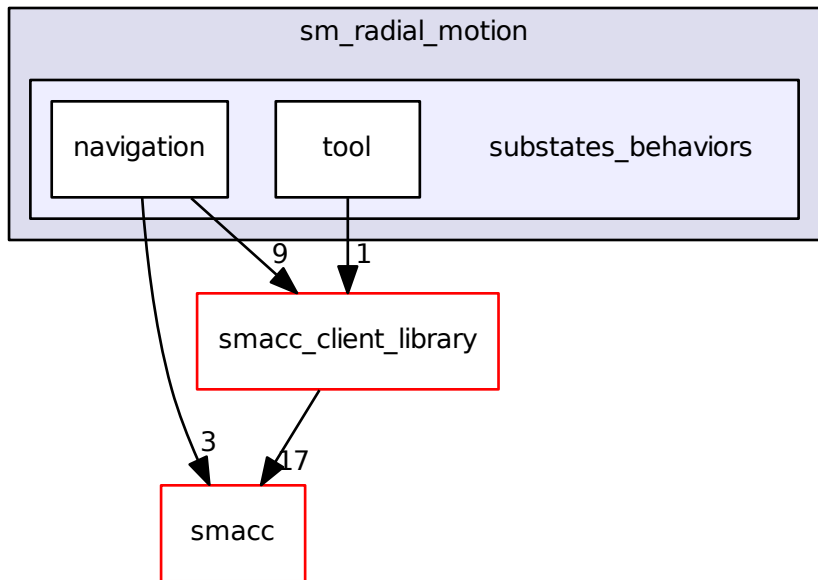 sm_radial_motion
navigation
tool
substates_behaviors
9
1
smacc_client_library
3
17
smacc